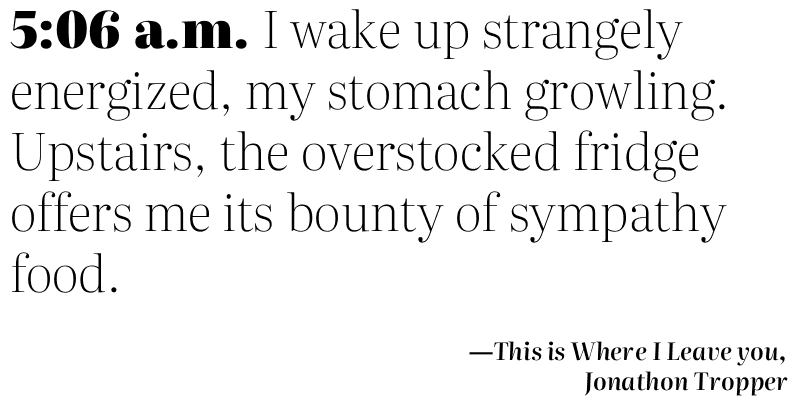 5:06 a.m. I wake up strangely
energized, my stomach growling.
Upstairs, the overstocked fridge
offers me its bounty of sympathy
food.
—This is Where I Leave you,
Jonathon Tropper